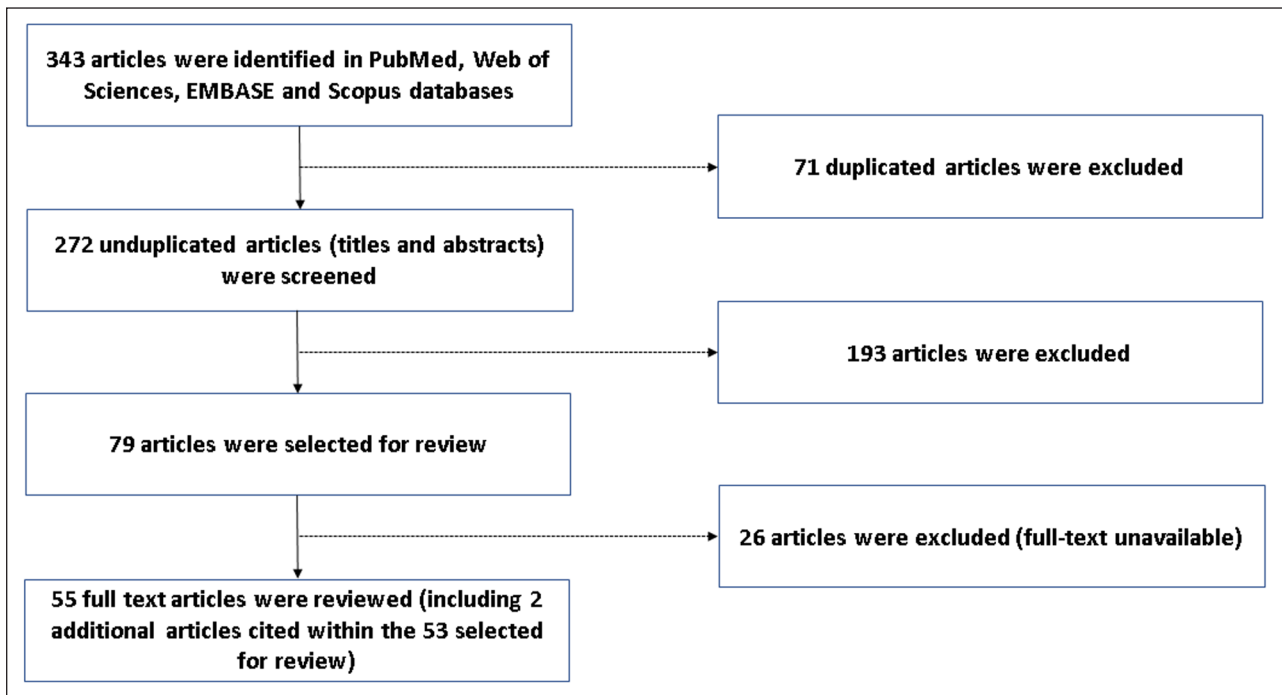 343 articles were identified in PubMed, Web of
Sciences, EMBASE and Scopus databases
71 duplicated articles were excluded
272 unduplicated articles (titles and abstracts)
were screened
193 articles were excluded
79 articles were selected for review
26 articles were excluded (full-text unavailable)
55 full text articles were reviewed (including 2
additional articles cited within the 53 selected
for review)